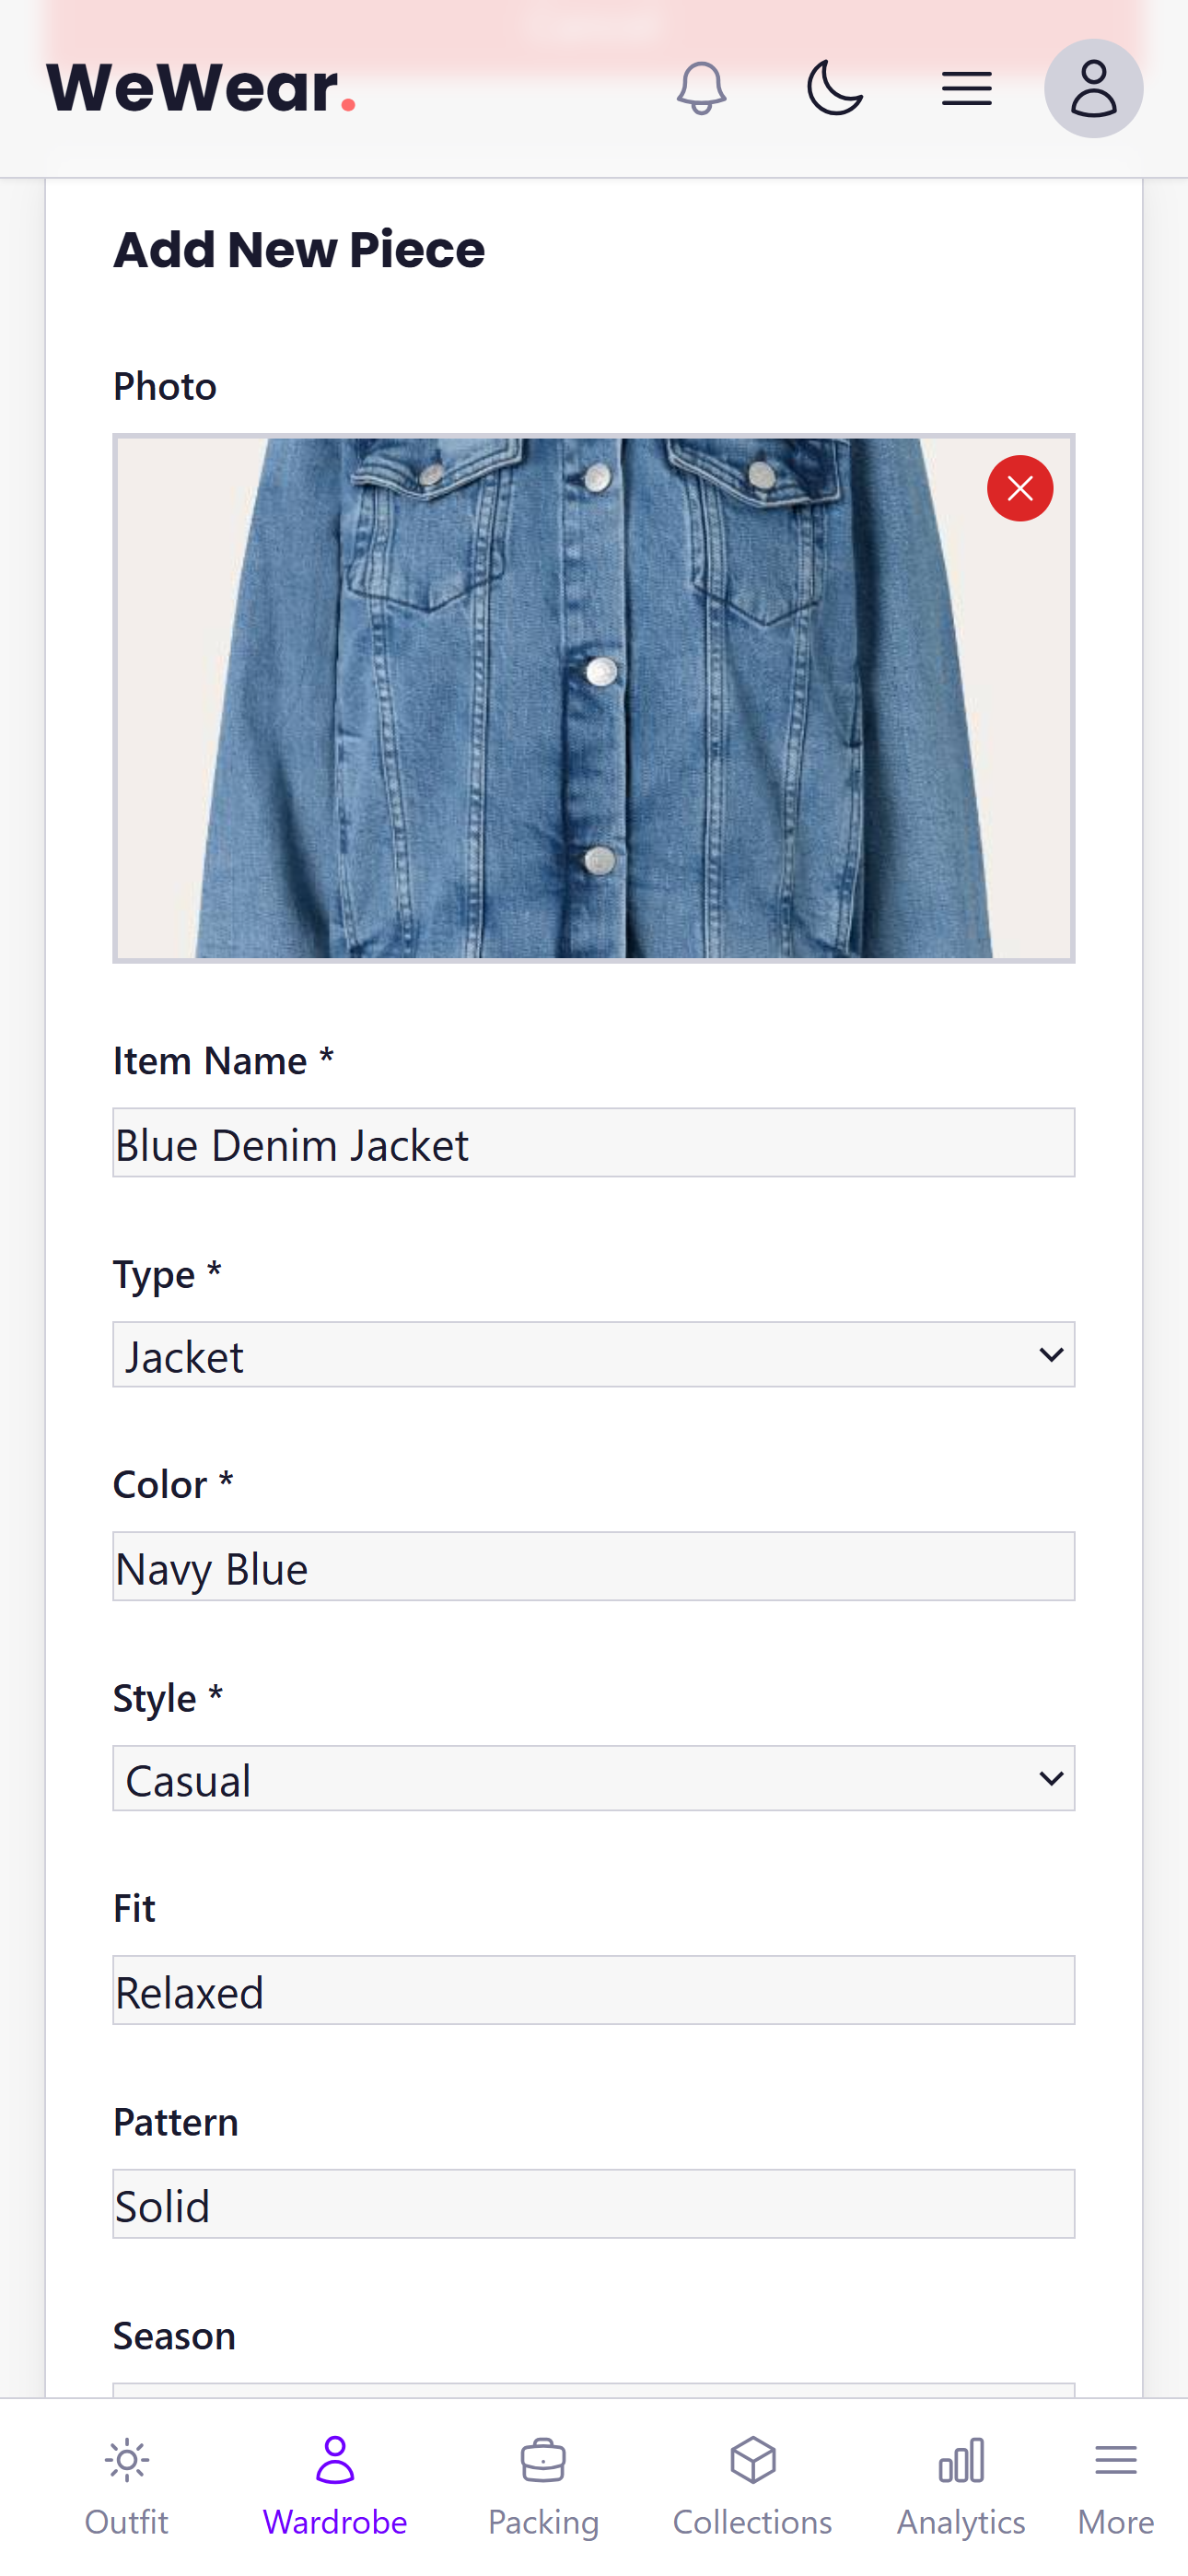 WeWear.
Add New Piece
Photo
Item Name *
Blue Denim Jacket
Type *
Jacket
Color *
Navy Blue
Style *
Casual
Fit
Relaxed
Pattern
Solid
Season
Outfit
Wardrobe
Packing
Collections
Analytics
More